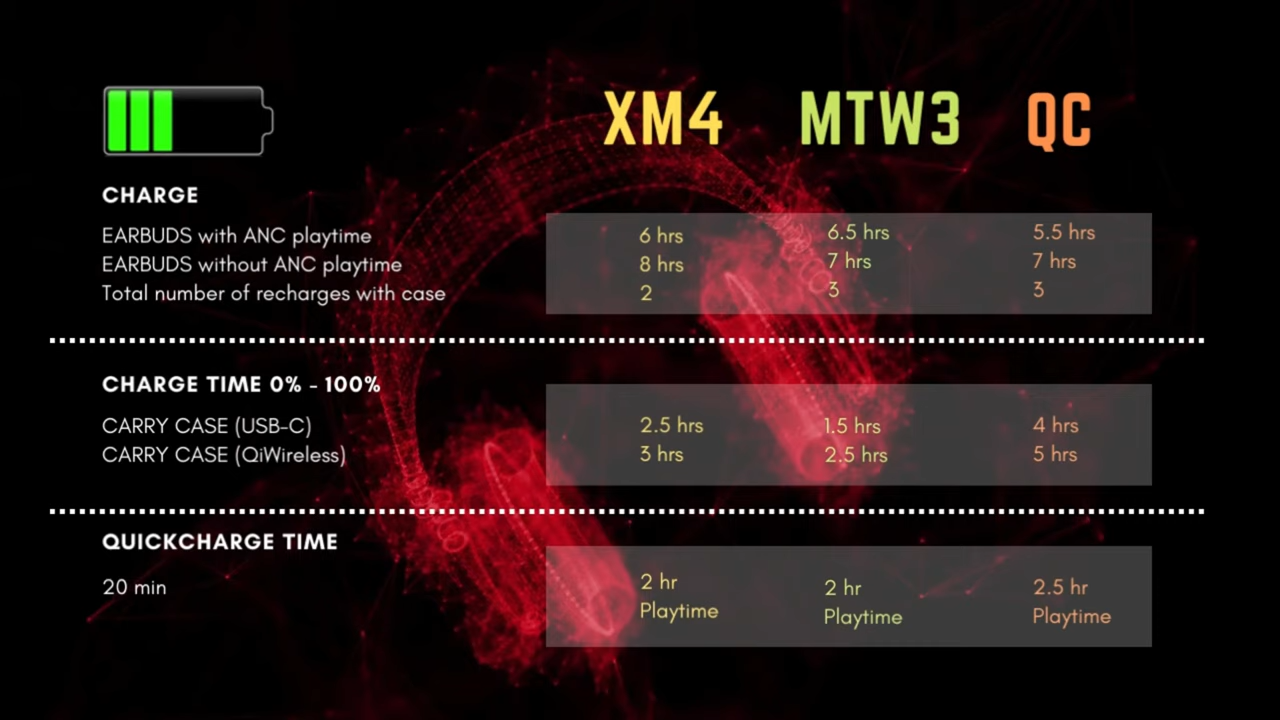 XM4 MTW3 QC
CHARGE
EARBUDS with ANC playtime 6 hrs 6.5 hrs 5.5 hrs
EARBUDS without ANC playtime 8 hrs 7 hrs 7 hrs
Total number of recharges with case 2 3 3
CHARGE TIME 0% - 100%
CARRY CASE (USB-C) 2.5 hrs 1.5 hrs 4 hrs
CARRY CASE (QiWireless) 3 hrs 2.5 hrs 5 hrs
QUICKCHARGE TIME
20 min 2 hr 2 hr 2.5 hr
Playtime Playtime Playtime